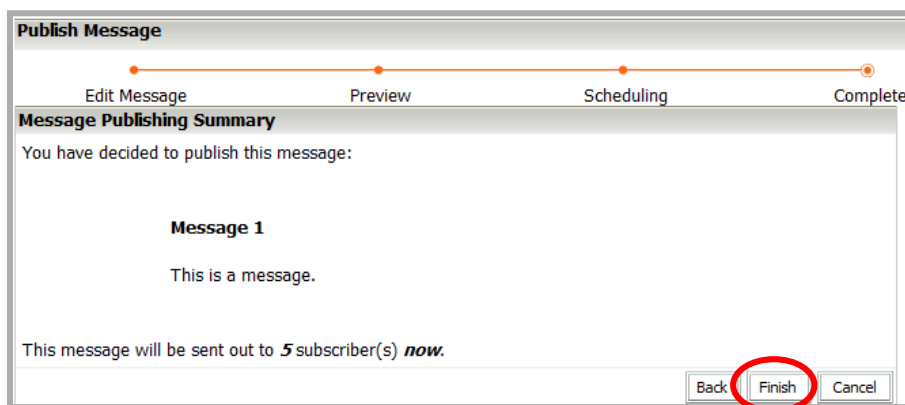 Publish Message
Edit Message Preview Scheduling Complete
Message Publishing Summary
You have decided to publish this message:
Message 1
This is a message.
This message will be sent out to 5 subscriber(s) now.
Back Finish Cancel